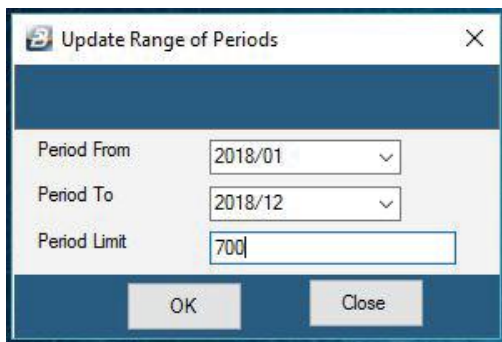 Update Range of Periods
Period From 2018/01
Period To 2018/12
Period Limit 700
OK Close